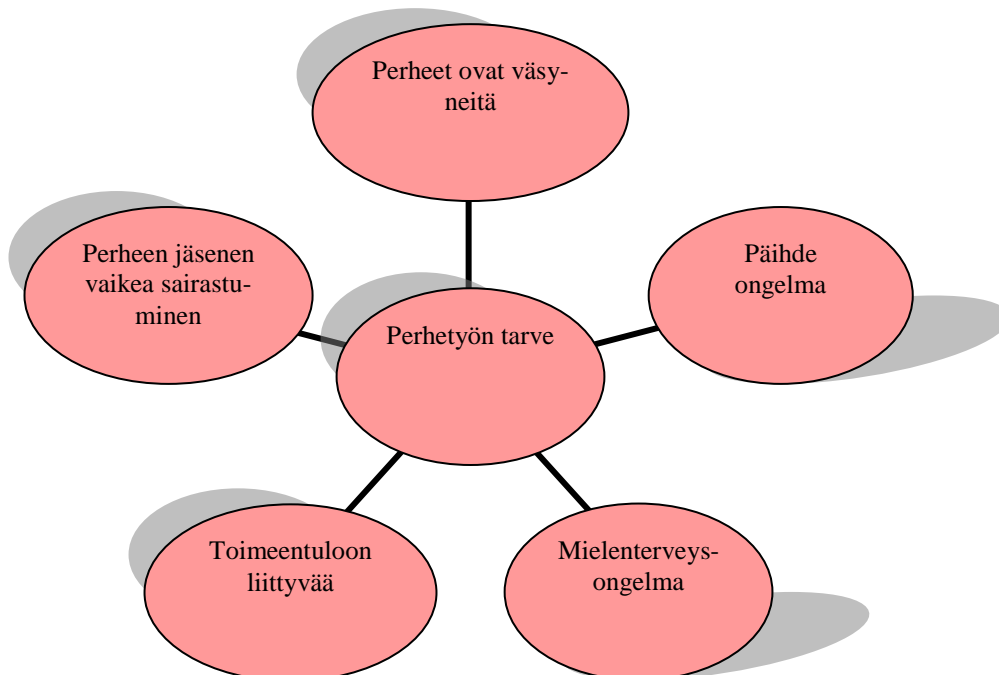 Perheet ovat väsy-
neitä
Perheen jäsenen
vaikea sairastu-
minen
Päihde
ongelma
Perhetyön tarve
Toimeentuloon
liittyvää
Mielenterveys-
ongelma